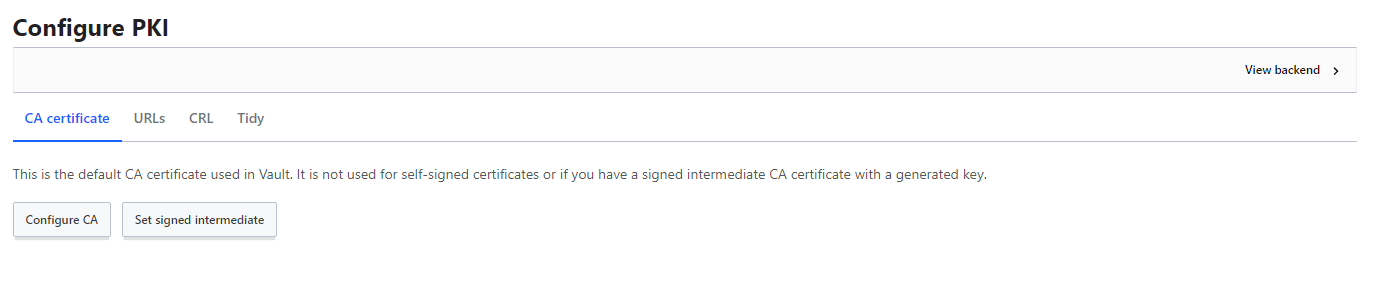 Configure PKI
View backend
CA certificate URLs CRL Tidy
This is the default CA certificate used in Vault. It is not used for self-signed certificates or if you have a signed intermediate CA certificate with a generated key.
Configure CA Set signed intermediate